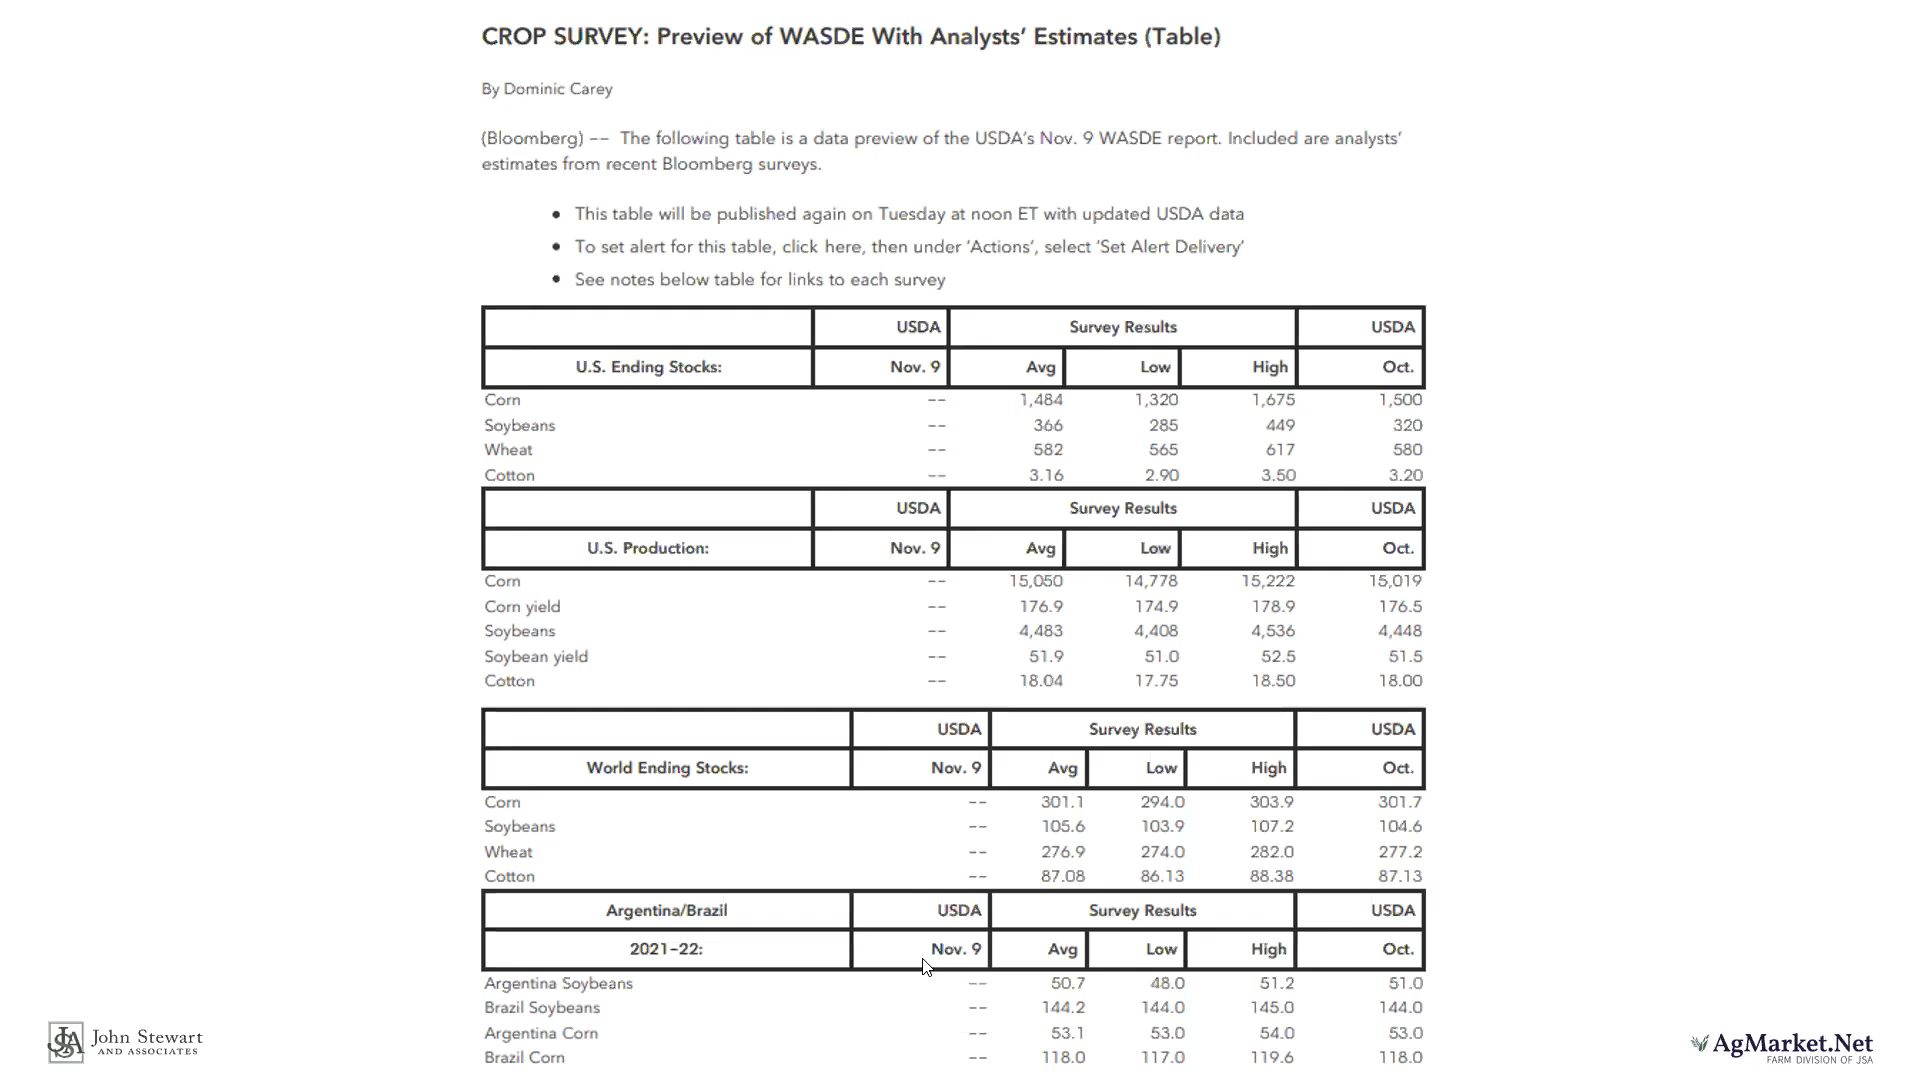 CROP SURVEY: Preview of WASDE With Analysts’ Estimates (Table)
By Dominic Carey
(Bloomberg) –– The following table is a data preview of the USDA’s Nov. 9 WASDE report. Included are analysts’
estimates from recent Bloomberg surveys.
• This table will be published again on Tuesday at noon ET with updated USDA data
• To set alert for this table, click here, then under ‘Actions’, select ‘Set Alert Delivery’
• See notes below table for links to each survey
USDA Survey Results USDA
U.S. Ending Stocks: Nov. 9 Avg Low High Oct.
Corn –– 1,484 1,320 1,675 1,500
Soybeans –– 366 285 449 320
Wheat –– 582 565 617 580
Cotton –– 3.16 2.90 3.50 3.20
USDA Survey Results USDA
U.S. Production: Nov. 9 Avg Low High Oct.
Corn –– 15,050 14,778 15,222 15,019
Corn yield –– 176.9 174.9 178.9 176.5
Soybeans –– 4,483 4,408 4,536 4,448
Soybean yield –– 51.9 51.0 52.5 51.5
Cotton –– 18.04 17.75 18.50 18.00
USDA Survey Results USDA
World Ending Stocks: Nov. 9 Avg Low High Oct.
Corn –– 301.1 294.0 303.9 301.7
Soybeans –– 105.6 103.9 107.2 104.6
Wheat –– 276.9 274.0 282.0 277.2
Cotton –– 87.08 86.13 88.38 87.13
Argentina/Brazil USDA Survey Results USDA
2021–22: Nov. 9 Avg Low High Oct.
Argentina Soybeans –– 50.7 48.0 51.2 51.0
Brazil Soybeans –– 144.2 144.0 145.0 144.0
Argentina Corn –– 53.1 53.0 54.0 53.0
Brazil Corn –– 118.0 117.0 119.6 118.0
JSA John Stewart
AND ASSOCIATES
AgMarket.Net
FARM DIVISION OF JSA